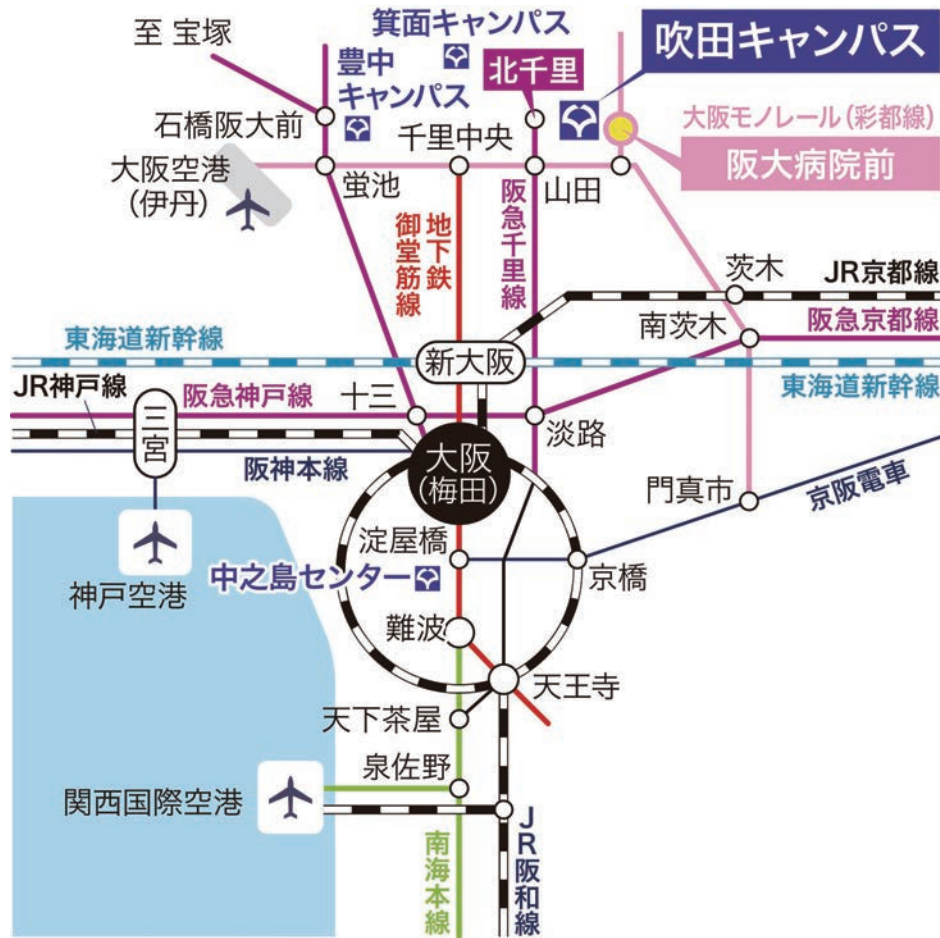 至 宝塚
箕面キャンパス
豊中
キャンパス
北千里
吹田キャンパス
石橋阪大前
千里中央
大阪モノレール(彩都線)
阪大病院前
大阪空港
(伊丹)
蛍池
山田
地下鉄
御堂筋線
阪急千里線
茨木
JR京都線
南茨木
阪急京都線
東海道新幹線
新大阪
東海道新幹線
JR神戸線
阪急神戸線
十三
三宮
淡路
阪神本線
大阪
(梅田)
門真市
京阪電車
淀屋橋
京橋
中之島センター
神戸空港
難波
天王寺
天下茶屋
泉佐野
関西国際空港
南海本線
JR阪和線